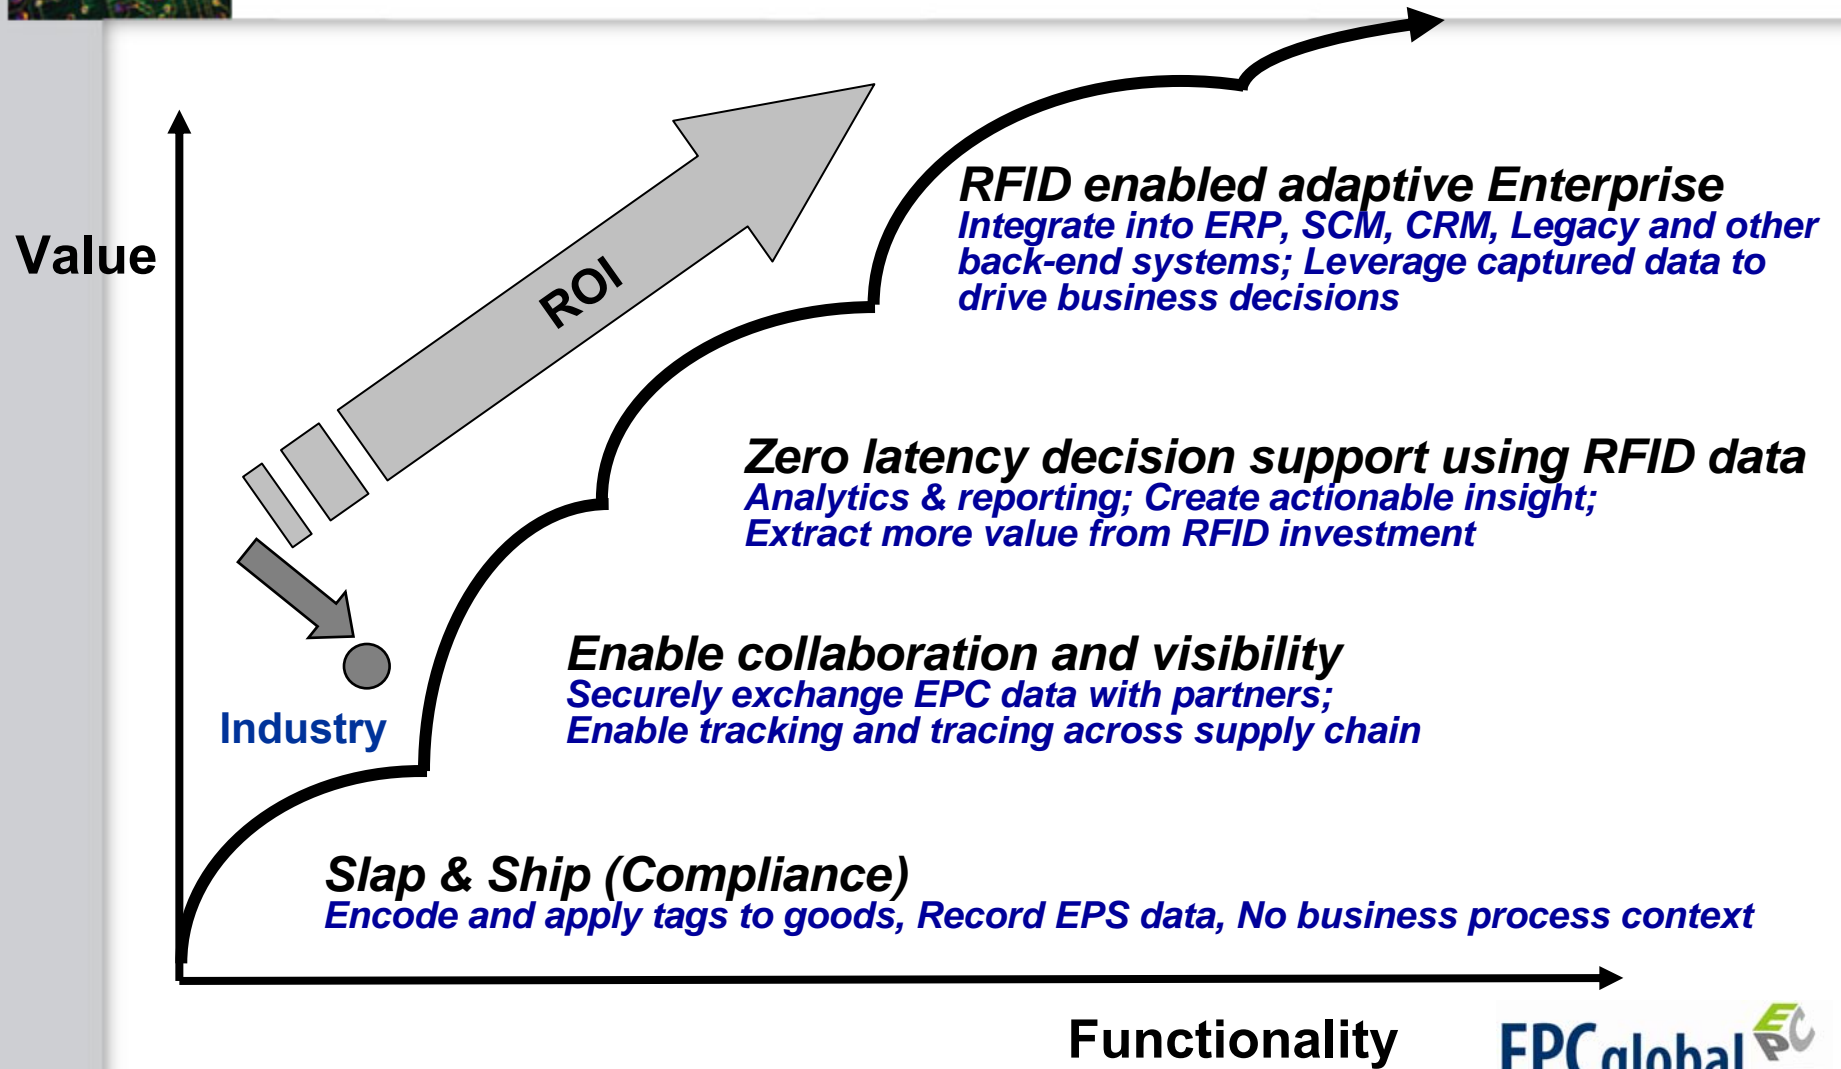 Value
ROI
RFID enabled adaptive Enterprise
Integrate into ERP, SCM, CRM, Legacy and other
back-end systems; Leverage captured data to
drive business decisions
Zero latency decision support using RFID data
Analytics & reporting; Create actionable insight;
Extract more value from RFID investment
Enable collaboration and visibility
Securely exchange EPC data with partners;
Enable tracking and tracing across supply chain
Industry
Slap & Ship (Compliance)
Encode and apply tags to goods, Record EPS data, No business process context
Functionality
EPCglobal
EPC